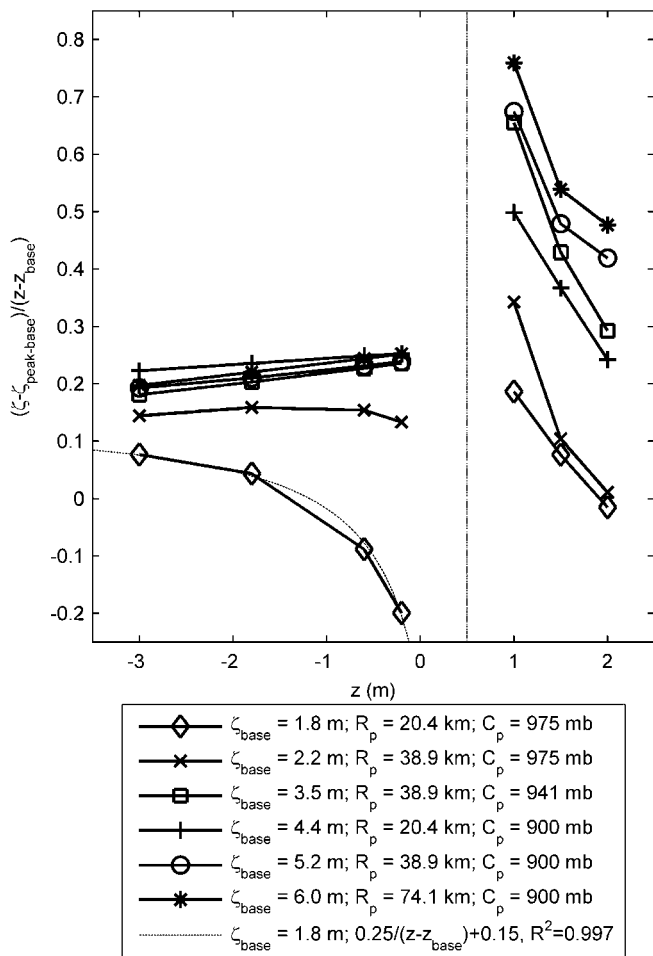 (ζ-ζpeak-base)/(z-zbase)
0.8
0.7
0.6
0.5
0.4
0.3
0.2
0.1
0
-0.1
-0.2
-3
-2
-1
0
1
2
z (m)
ζbase = 1.8 m; Rp = 20.4 km; Cp = 975 mb
ζbase = 2.2 m; Rp = 38.9 km; Cp = 975 mb
ζbase = 3.5 m; Rp = 38.9 km; Cp = 941 mb
ζbase = 4.4 m; Rp = 20.4 km; Cp = 900 mb
ζbase = 5.2 m; Rp = 38.9 km; Cp = 900 mb
ζbase = 6.0 m; Rp = 74.1 km; Cp = 900 mb
ζbase = 1.8 m; 0.25/(z-zbase)+0.15, R²=0.997